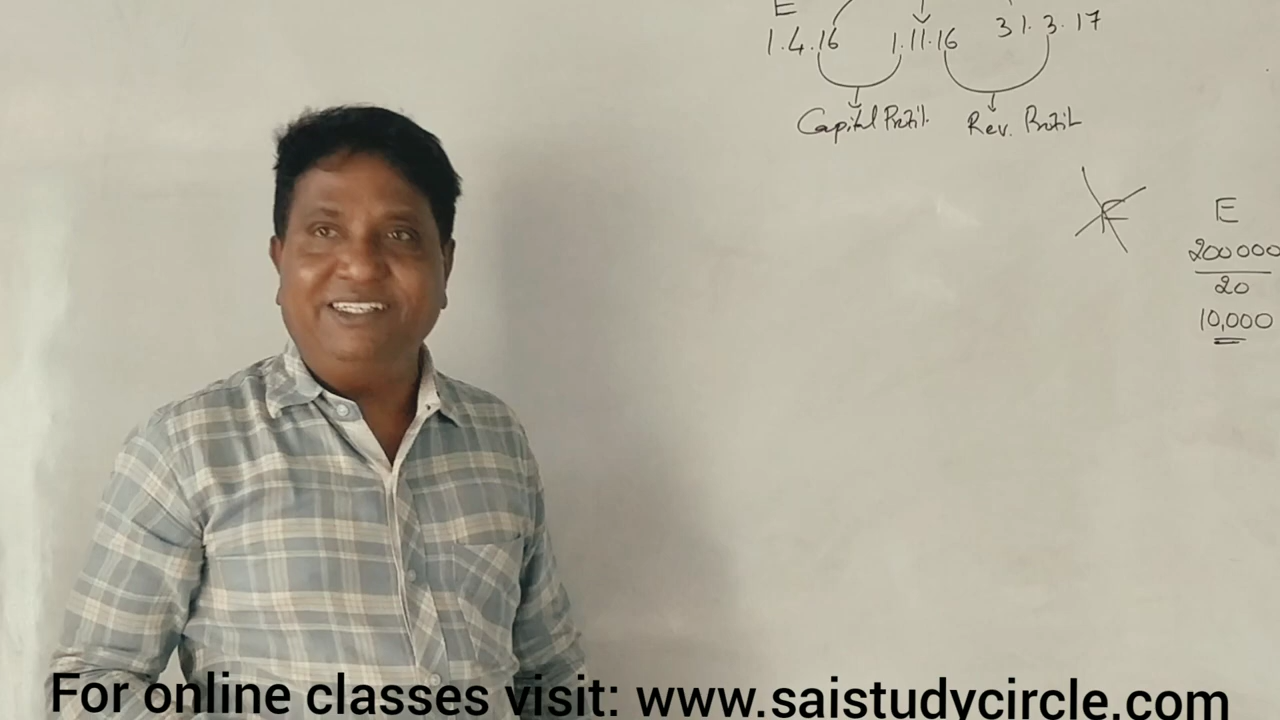 E
1.4.16 1.11.16 31.3.17
Capital Profit Rev. Profit
E
200000
20
10,000
For online classes visit: www.saistudycircle.com